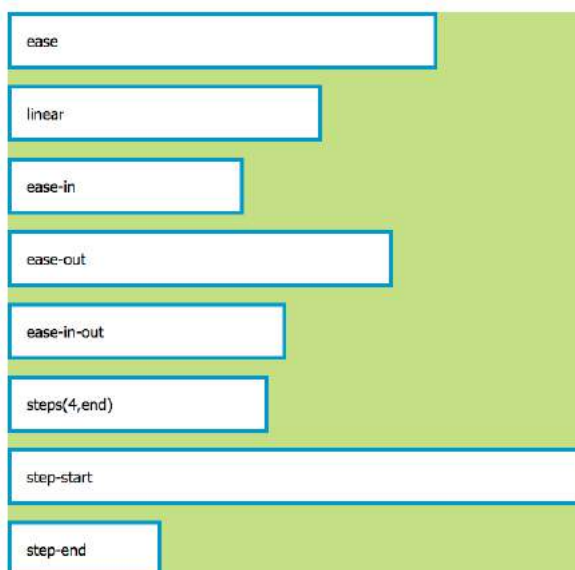 ease
linear
ease-in
ease-out
ease-in-out
steps(4,end)
step-start
step-end